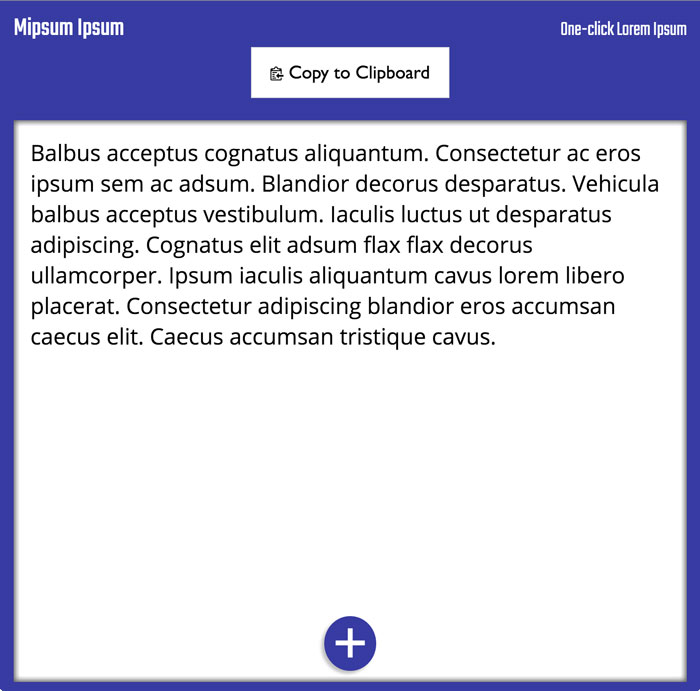 Mipsum Ipsum
One-click Lorem Ipsum
Copy to Clipboard
Balbus acceptus cognatus aliquantum. Consectetur ac eros
ipsum sem ac adsum. Blandior decorus desparatus. Vehicula
balbus acceptus vestibulum. Iaculis luctus ut desparatus
adipiscing. Cognatus elit adsum flax flax decorus
ullamcorper. Ipsum iaculis aliquantum cavus lorem libero
placerat. Consectetur adipiscing blandior eros accumsan
caecus elit. Caecus accumsan tristique cavus.